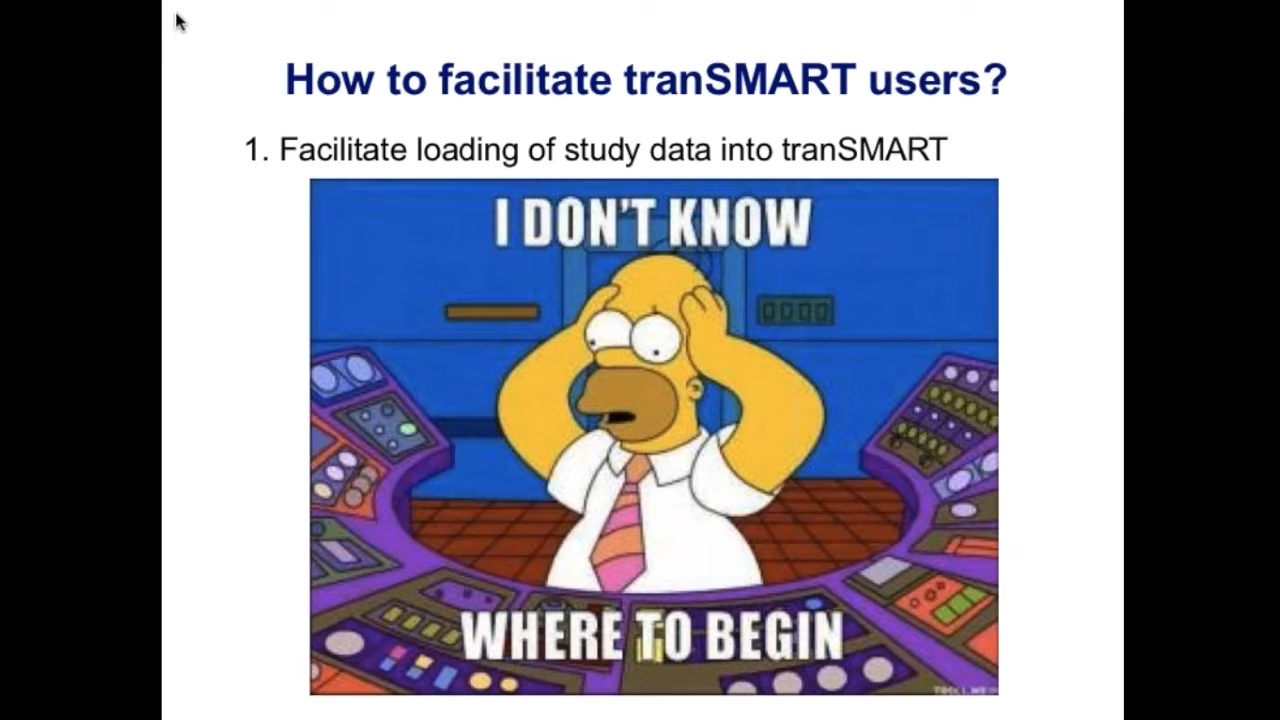 How to facilitate tranSMART users?
1. Facilitate loading of study data into tranSMART
I DON'T KNOW
WHERE TO BEGIN